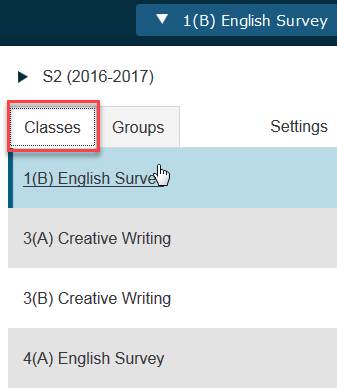 1(B) English Survey
S2 (2016-2017)
Classes Groups Settings
1(B) English Survey
3(A) Creative Writing
3(B) Creative Writing
4(A) English Survey